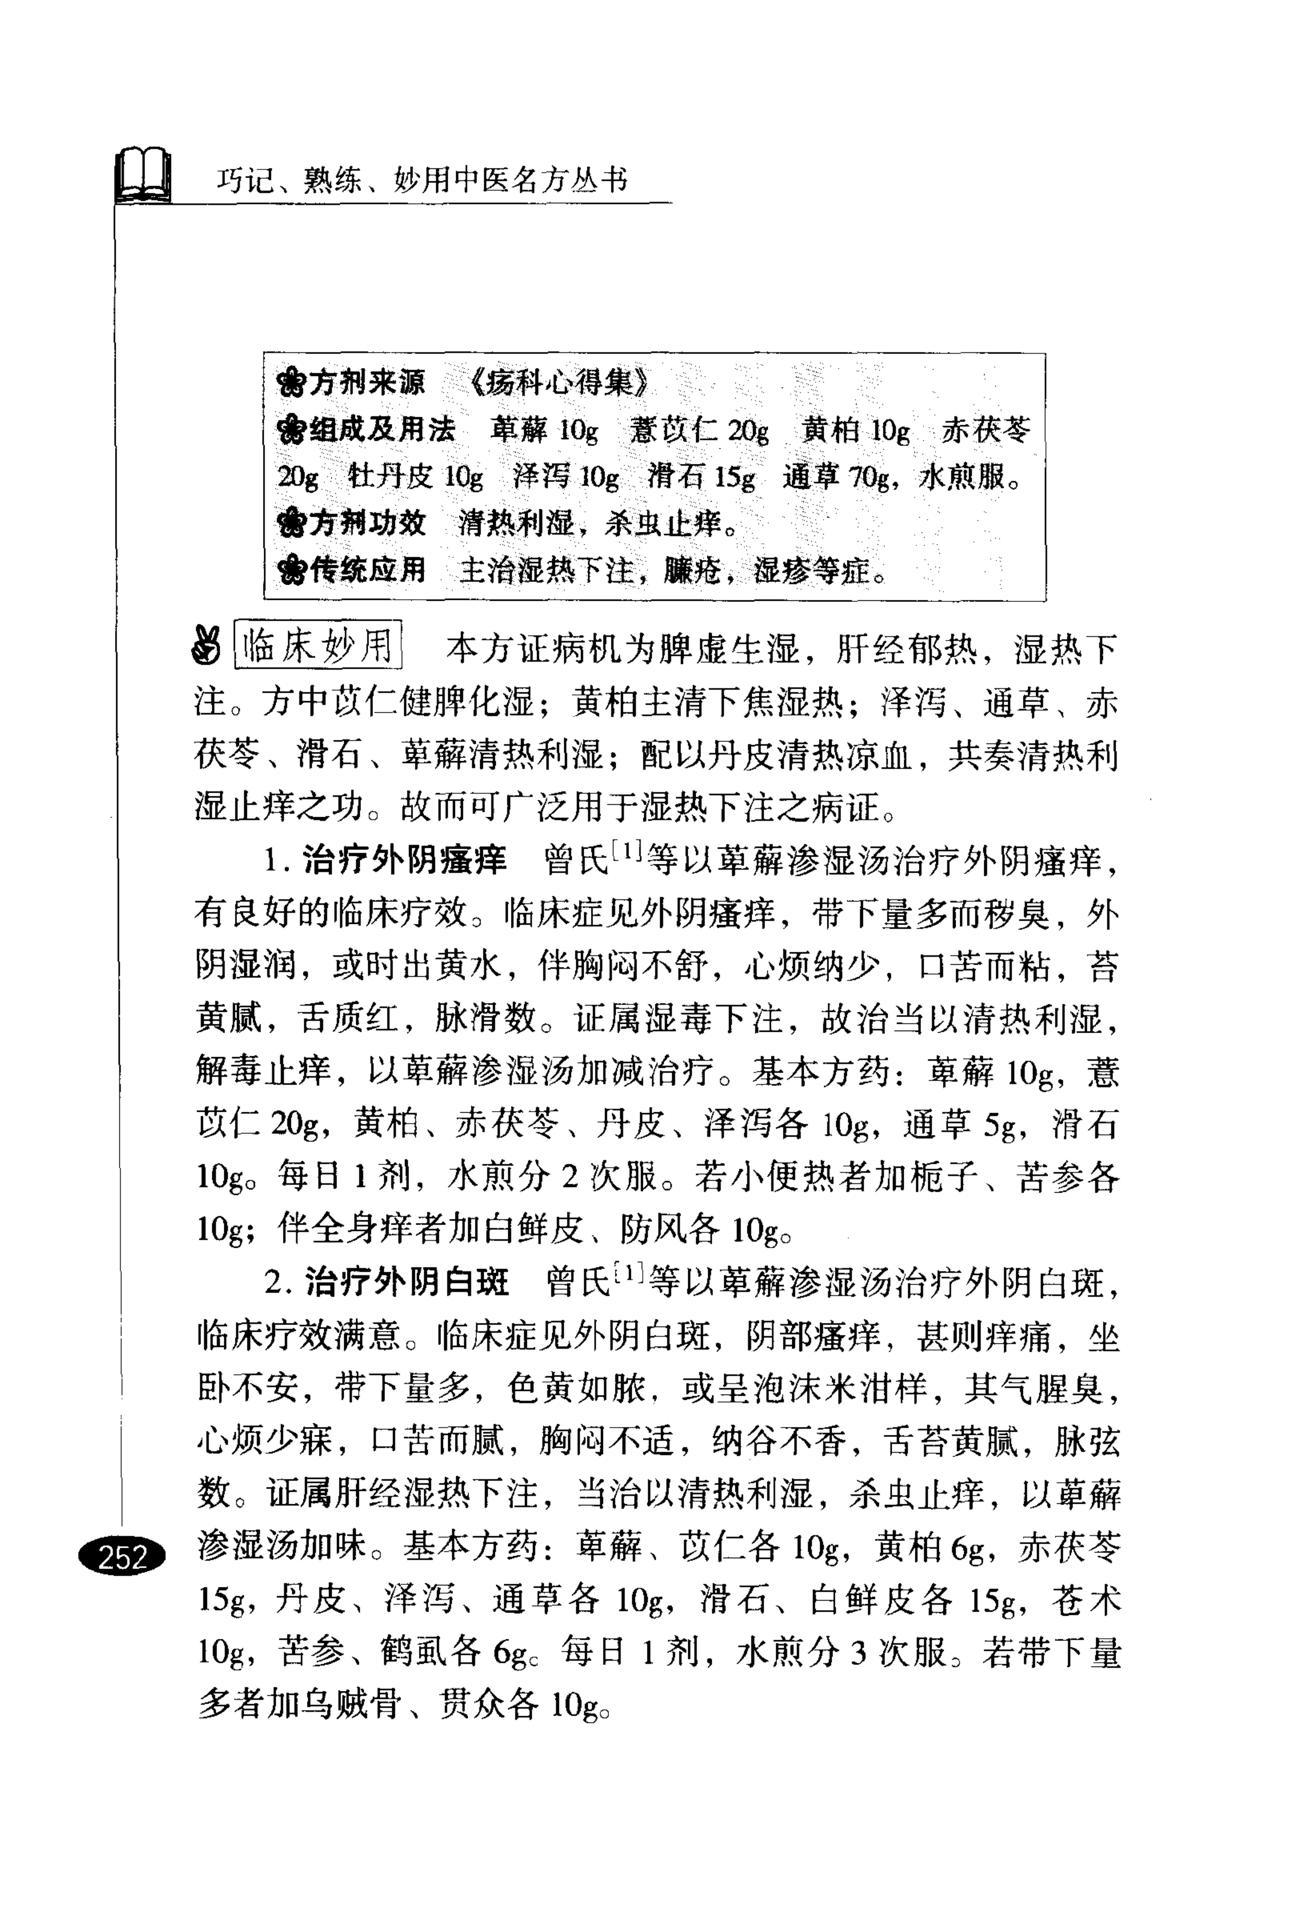 巧记、熟练、妙用中医名方丛书
方剂来源 《疡科心得集》
组成及用法 萆薢 10g 薏苡仁 20g 黄柏 10g 赤茯苓
20g 牡丹皮 10g 泽泻 10g 滑石 15g 通草 70g，水煎服。
方剂功效 清热利湿，杀虫止痒。
传统应用 主治湿热下注，臁疮，湿疹等症。
临床妙用 本方证病机为脾虚生湿，肝经郁热，湿热下
注。方中苡仁健脾化湿；黄柏主清下焦湿热；泽泻、通草、赤
茯苓、滑石、萆薢清热利湿；配以丹皮清热凉血，共奏清热利
湿止痒之功。故而可广泛用于湿热下注之病证。
1. 治疗外阴瘙痒 曾氏[1]等以萆薢渗湿汤治疗外阴瘙痒，
有良好的临床疗效。临床症见外阴瘙痒，带下量多而秽臭，外
阴湿润，或时出黄水，伴胸闷不舒，心烦纳少，口苦而粘，苔
黄腻，舌质红，脉滑数。证属湿毒下注，故治当以清热利湿，
解毒止痒，以萆薢渗湿汤加减治疗。基本方药：萆薢 10g，薏
苡仁 20g，黄柏、赤茯苓、丹皮、泽泻各 10g，通草 5g，滑石
10g。每日 1 剂，水煎分 2 次服。若小便热者加栀子、苦参各
10g；伴全身痒者加白鲜皮、防风各 10g。
2. 治疗外阴白斑 曾氏[1]等以萆薢渗湿汤治疗外阴白斑，
临床疗效满意。临床症见外阴白斑，阴部瘙痒，甚则痒痛，坐
卧不安，带下量多，色黄如脓，或呈泡沫米泔样，其气腥臭，
心烦少寐，口苦而腻，胸闷不适，纳谷不香，舌苔黄腻，脉弦
数。证属肝经湿热下注，当治以清热利湿，杀虫止痒，以萆薢
渗湿汤加味。基本方药：萆薢、苡仁各 10g，黄柏 6g，赤茯苓
15g，丹皮、泽泻、通草各 10g，滑石、白鲜皮各 15g，苍术
10g，苦参、鹤虱各 6g。每日 1 剂，水煎分 3 次服。若带下量
多者加乌贼骨、贯众各 10g。
252